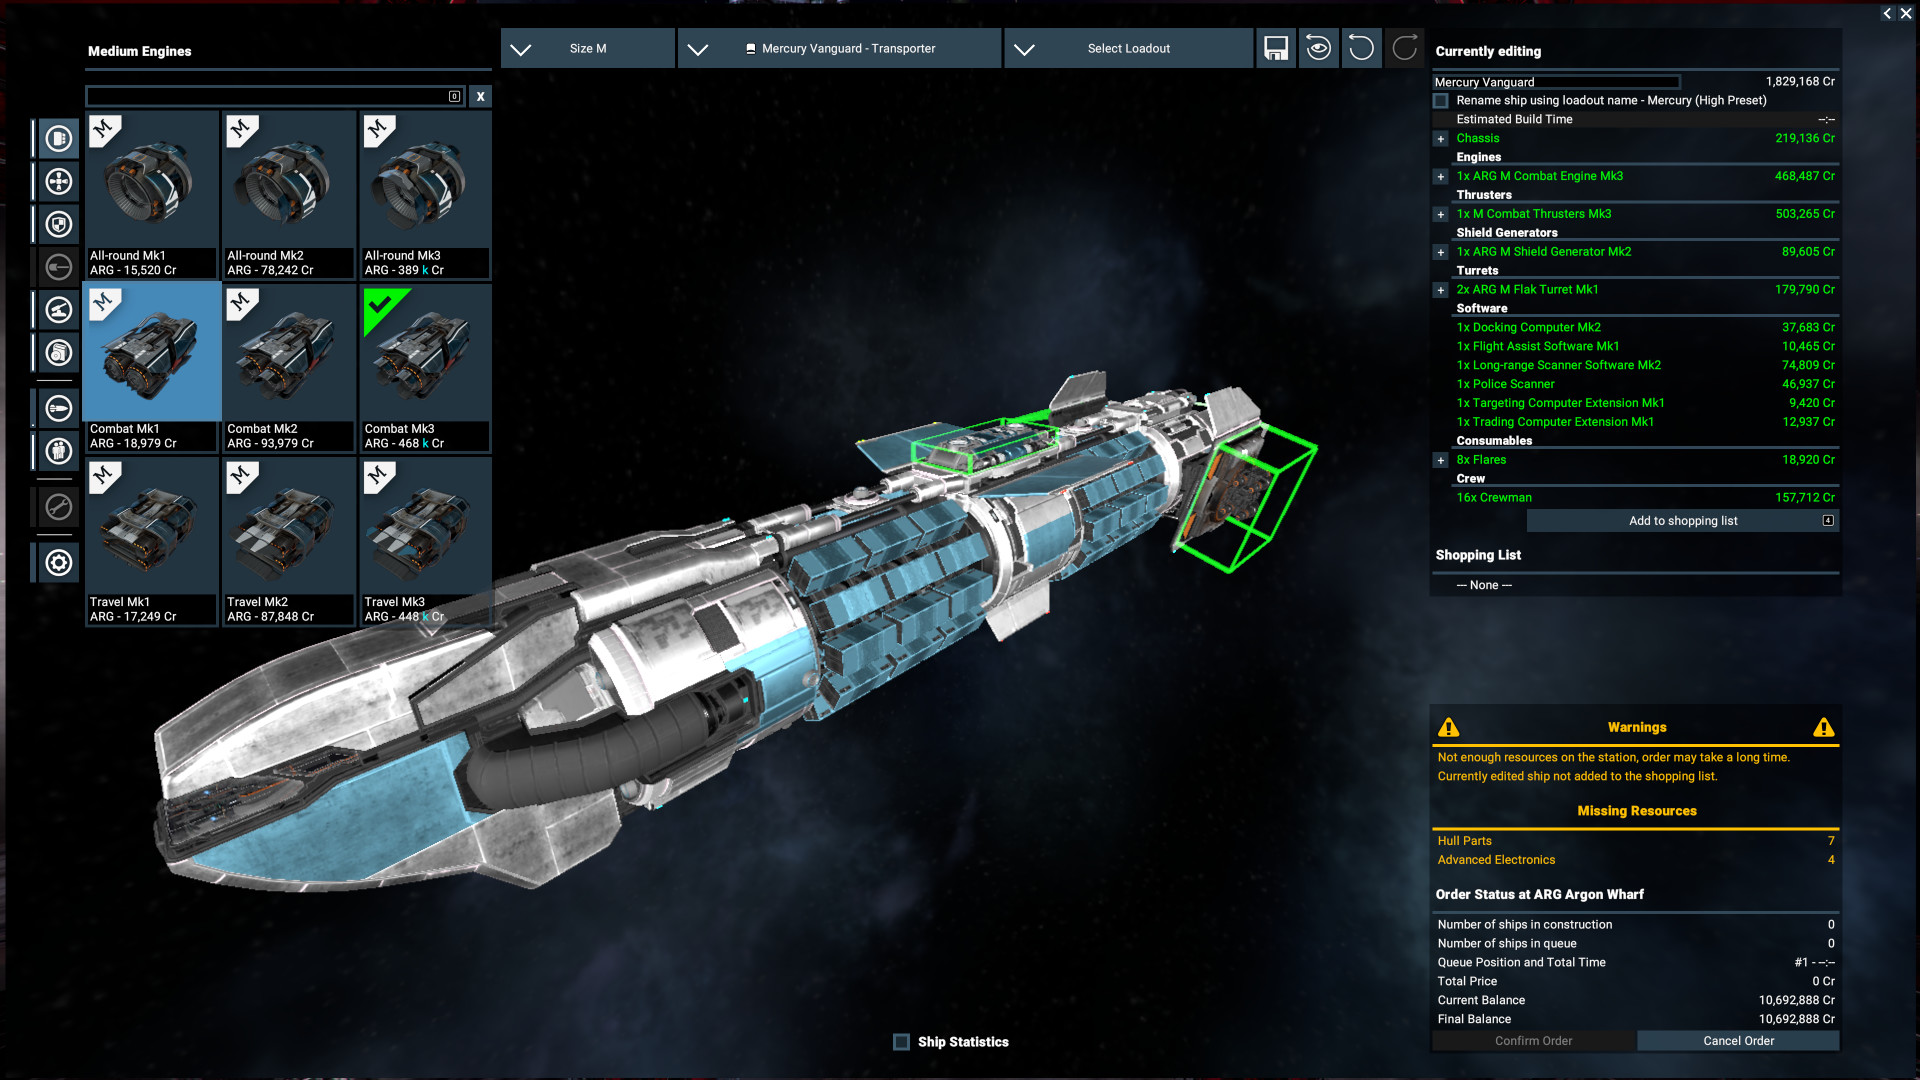 Medium Engines
0
X
M
M
M
All-round Mk1
ARG - 15,520 Cr
All-round Mk2
ARG - 78,242 Cr
All-round Mk3
ARG - 389 k Cr
M
M
Combat Mk1
ARG - 18,979 Cr
Combat Mk2
ARG - 93,979 Cr
Combat Mk3
ARG - 468 k Cr
M
M
M
Travel Mk1
ARG - 17,249 Cr
Travel Mk2
ARG - 87,848 Cr
Travel Mk3
ARG - 448 k Cr
Size M
Mercury Vanguard - Transporter
Select Loadout
Ship Statistics
Currently editing
Mercury Vanguard 1,829,168 Cr
Rename ship using loadout name - Mercury (High Preset)
Estimated Build Time --:--
+ Chassis 219,136 Cr
Engines
+ 1x ARG M Combat Engine Mk3 468,487 Cr
Thrusters
+ 1x M Combat Thrusters Mk3 503,265 Cr
Shield Generators
+ 1x ARG M Shield Generator Mk2 89,605 Cr
Turrets
+ 2x ARG M Flak Turret Mk1 179,790 Cr
Software
1x Docking Computer Mk2 37,683 Cr
1x Flight Assist Software Mk1 10,465 Cr
1x Long-range Scanner Software Mk2 74,809 Cr
1x Police Scanner 46,937 Cr
1x Targeting Computer Extension Mk1 9,420 Cr
1x Trading Computer Extension Mk1 12,937 Cr
Consumables
+ 8x Flares 18,920 Cr
Crew
16x Crewman 157,712 Cr
Add to shopping list 4
Shopping List
--- None ---
Warnings
Not enough resources on the station, order may take a long time.
Currently edited ship not added to the shopping list.
Missing Resources
Hull Parts 7
Advanced Electronics 4
Order Status at ARG Argon Wharf
Number of ships in construction 0
Number of ships in queue 0
Queue Position and Total Time #1 - --:--
Total Price 0 Cr
Current Balance 10,692,888 Cr
Final Balance 10,692,888 Cr
Confirm Order
Cancel Order